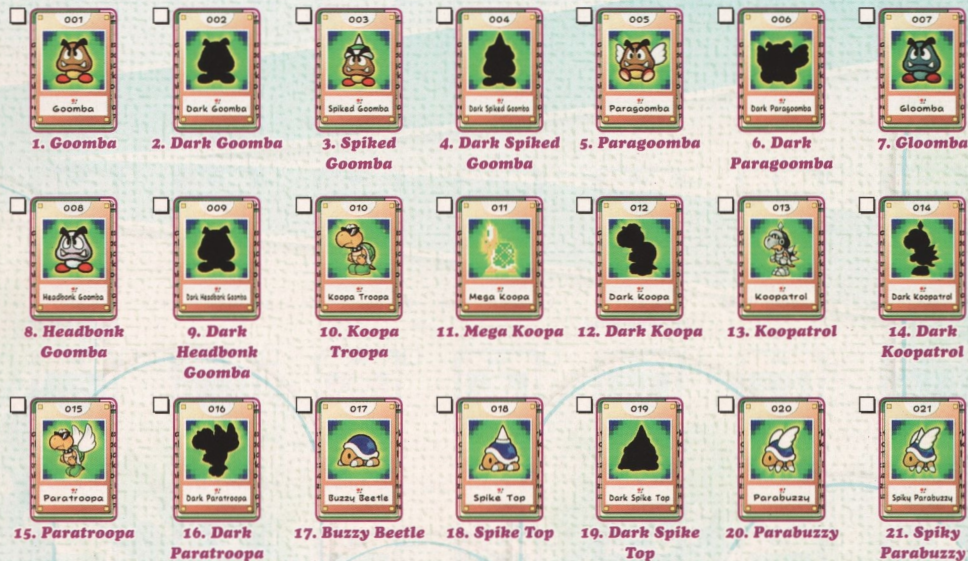 001
002
003
004
005
006
007
Goomba
Dark Goomba
Spiked Goomba
Dark Spiked Goomba
Paragoomba
Dark Paragoomba
Gloomba
1. Goomba
2. Dark Goomba
3. Spiked
Goomba
4. Dark Spiked
Goomba
5. Paragoomba
6. Dark
Paragoomba
7. Gloomba
008
009
010
011
012
013
014
Headbonk Goomba
Dark Headbonk Goomba
Koopa Troopa
Mega Koopa
Dark Koopa
Koopatrol
Dark Koopatrol
8. Headbonk
Goomba
9. Dark
Headbonk
Goomba
10. Koopa
Troopa
11. Mega Koopa
12. Dark Koopa
13. Koopatrol
14. Dark
Koopatrol
015
016
017
018
019
020
021
Paratroopa
Dark Paratroopa
Buzzy Beetle
Spike Top
Dark Spike Top
Parabuzzy
Spiky Parabuzzy
15. Paratroopa
16. Dark
Paratroopa
17. Buzzy Beetle
18. Spike Top
19. Dark Spike
Top
20. Parabuzzy
21. Spiky
Parabuzzy